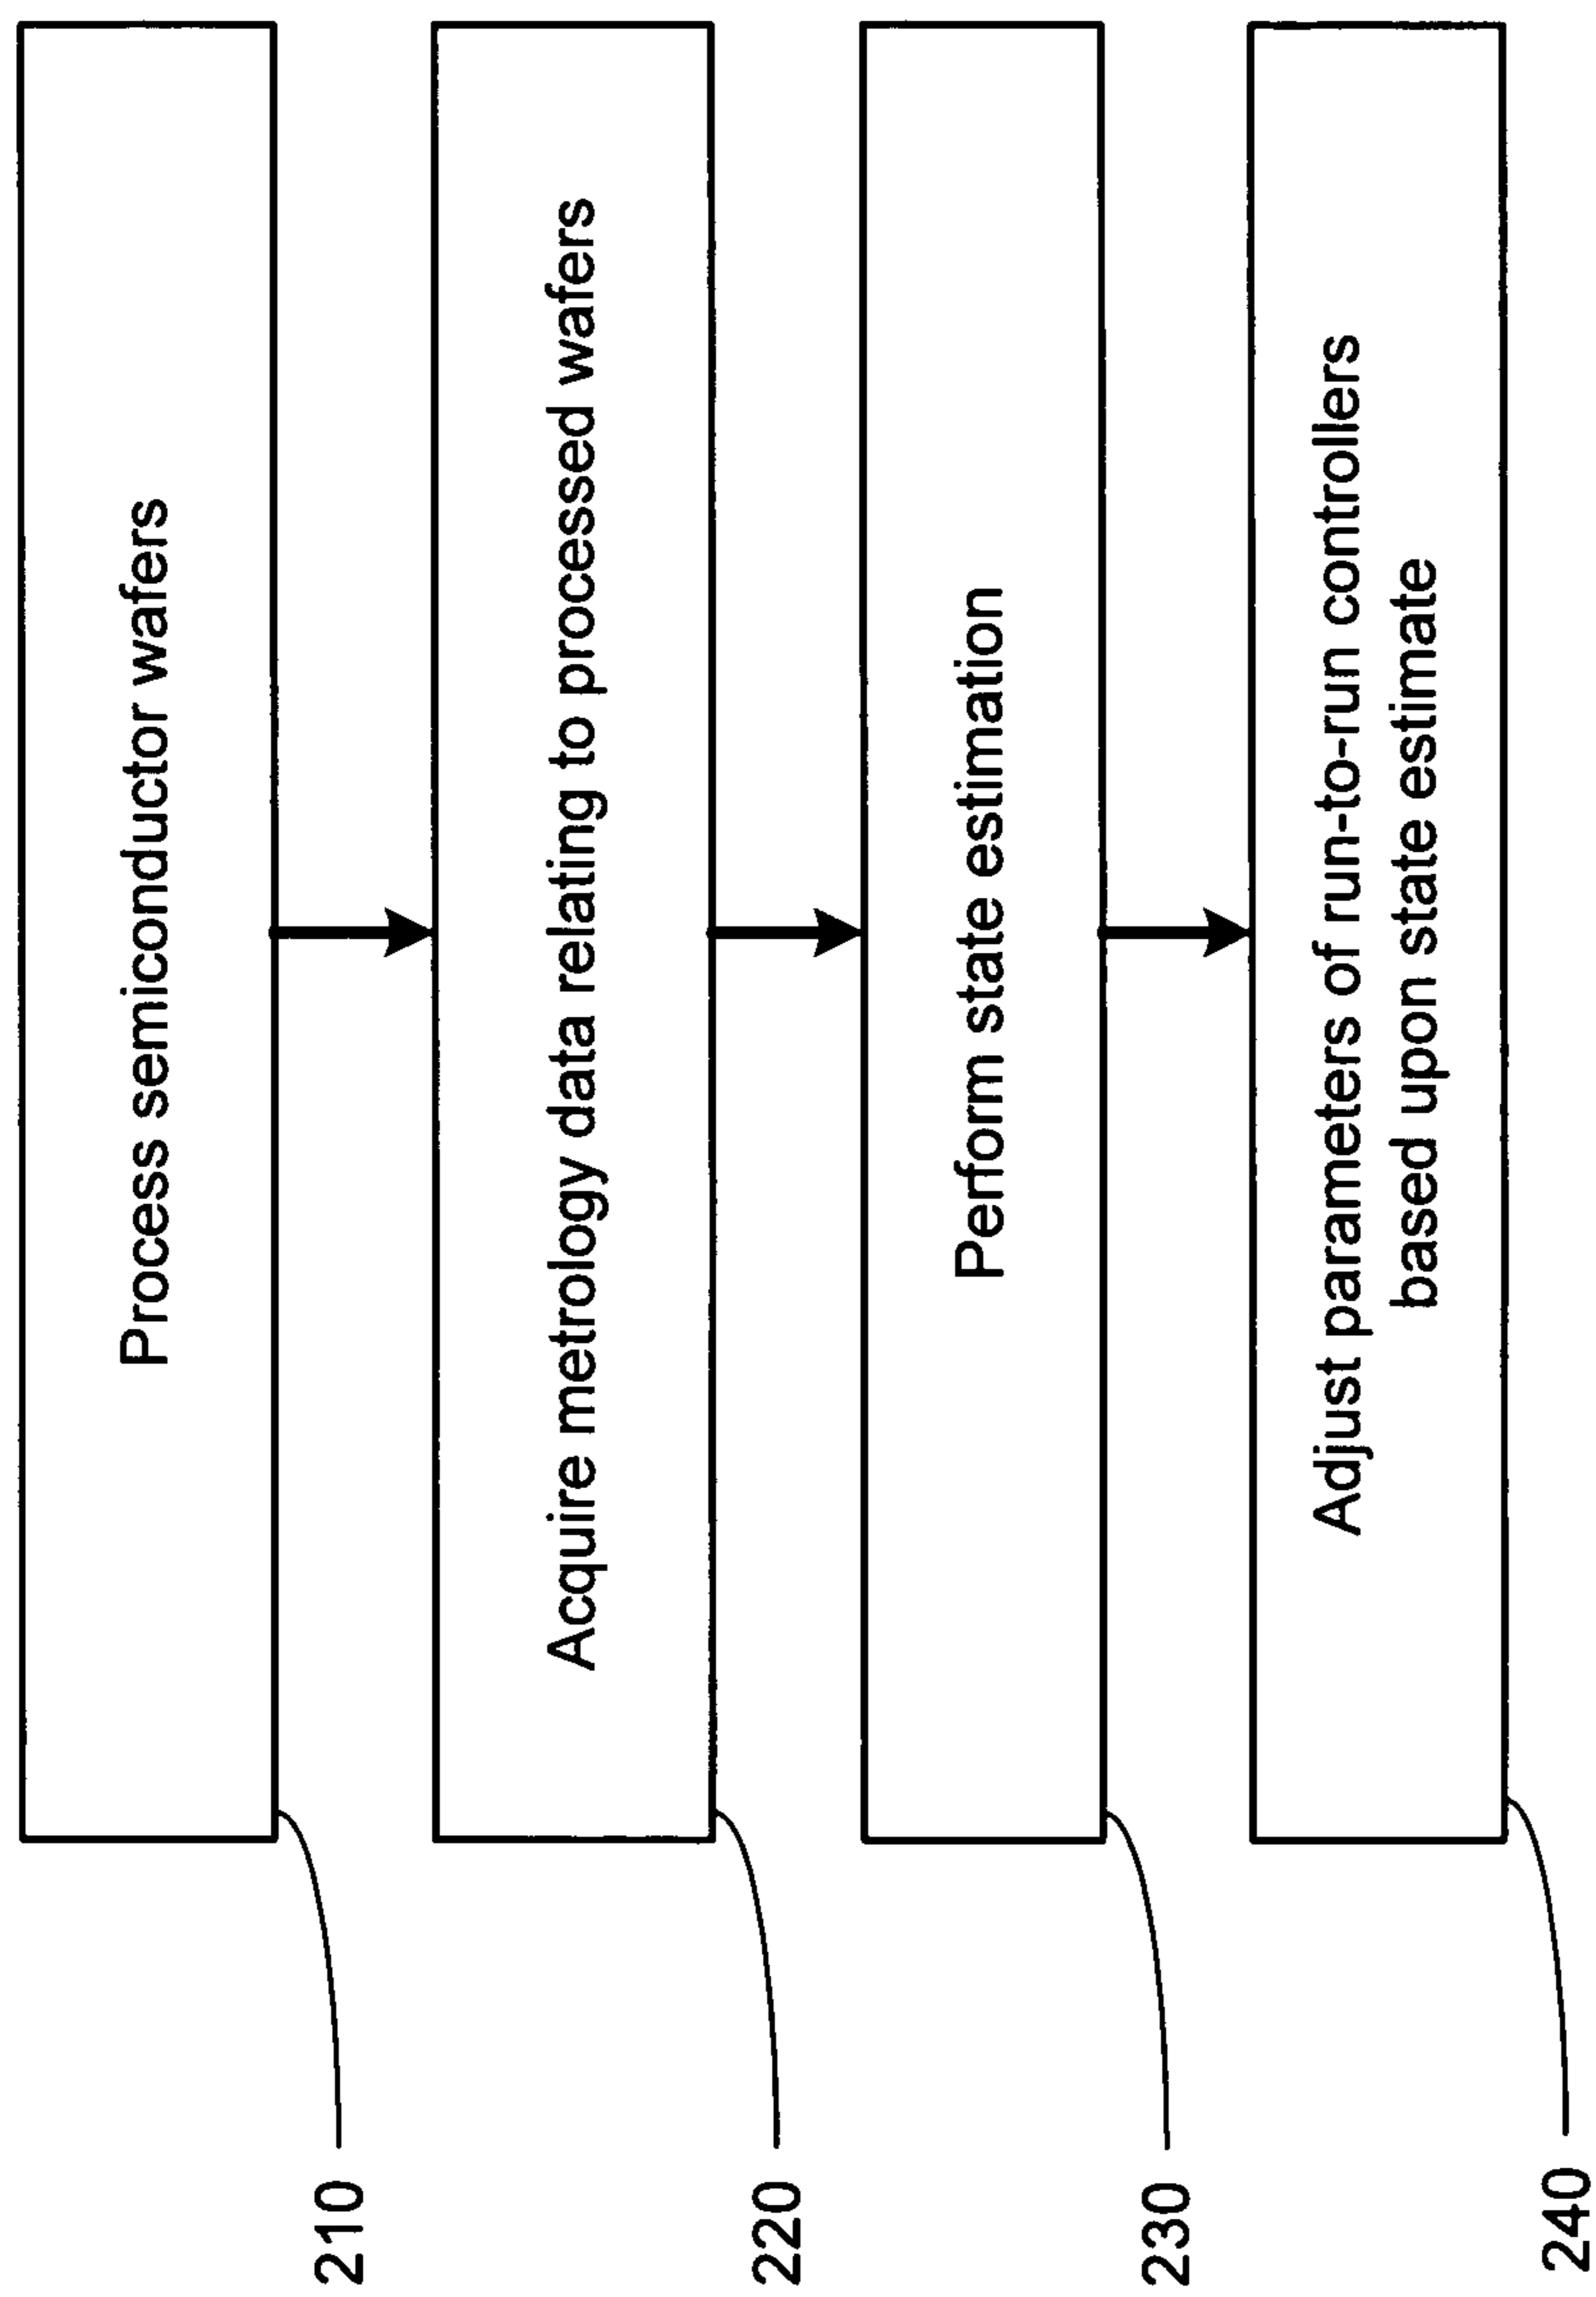 Process semiconductor wafers
210
Acquire metrology data relating to processed wafers
220
Perform state estimation
230
Adjust parameters of run-to-run controllers
based upon state estimate
240